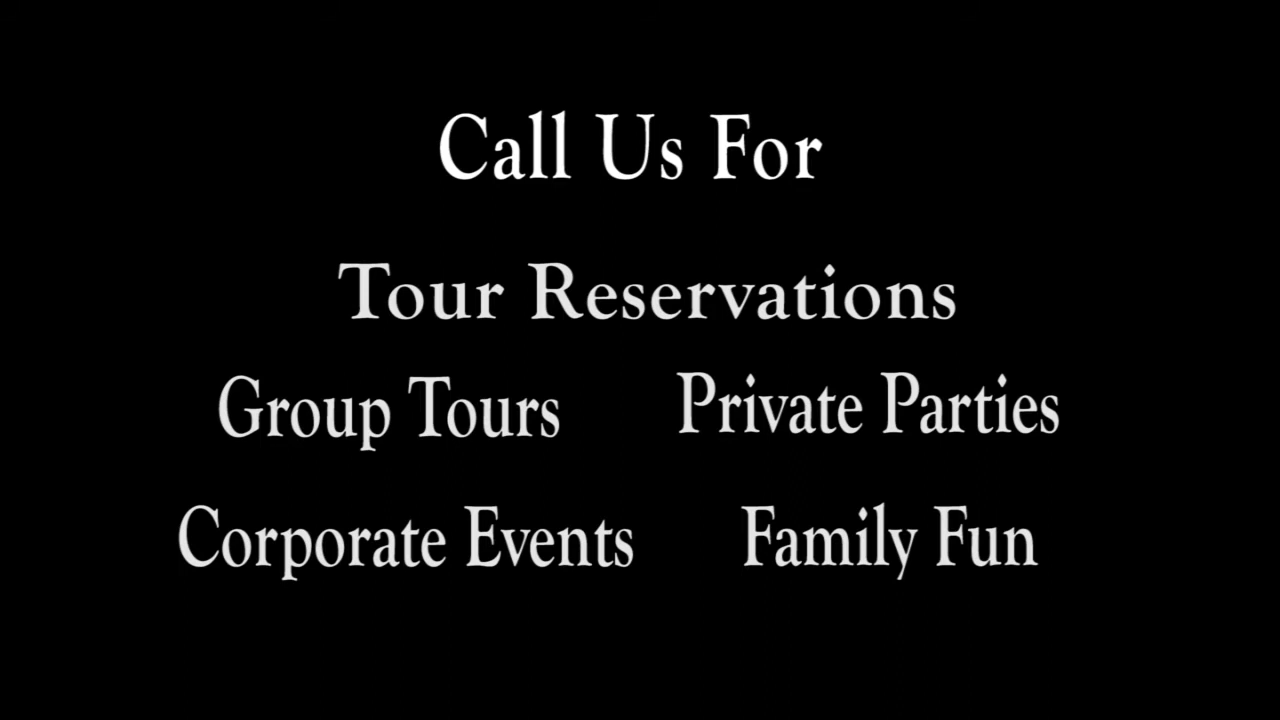 Call Us For
Tour Reservations
Group Tours
Private Parties
Corporate Events
Family Fun